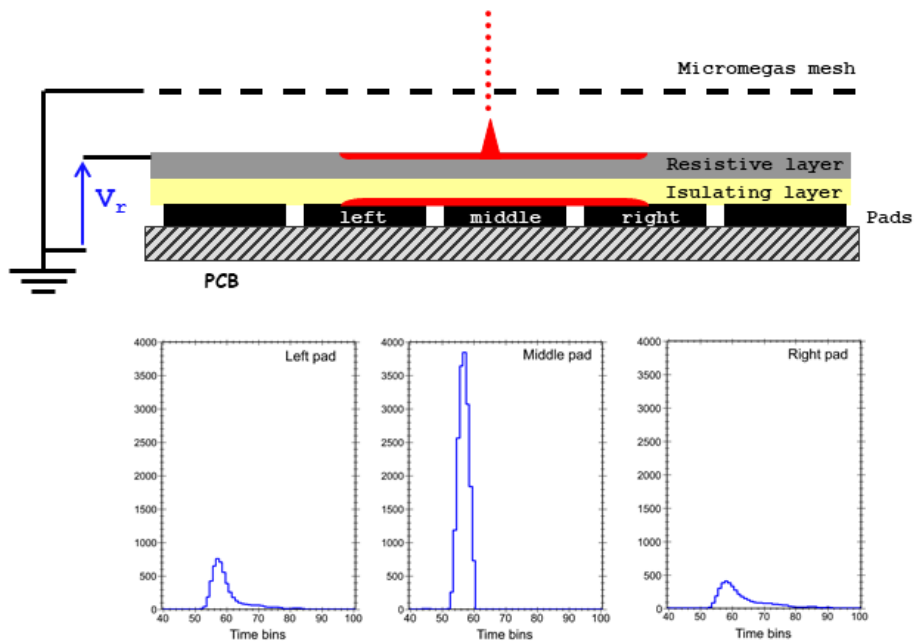 Micromegas mesh
Resistive layer
Vr
Isulating layer
left middle right Pads
PCB
Left pad
4000
3500
3000
2500
2000
1500
1000
500
0
40 50 60 70 80 90 100
Time bins
Middle pad
4000
3500
3000
2500
2000
1500
1000
500
0
40 50 60 70 80 90 100
Time bins
Right pad
4000
3500
3000
2500
2000
1500
1000
500
0
40 50 60 70 80 90 100
Time bins